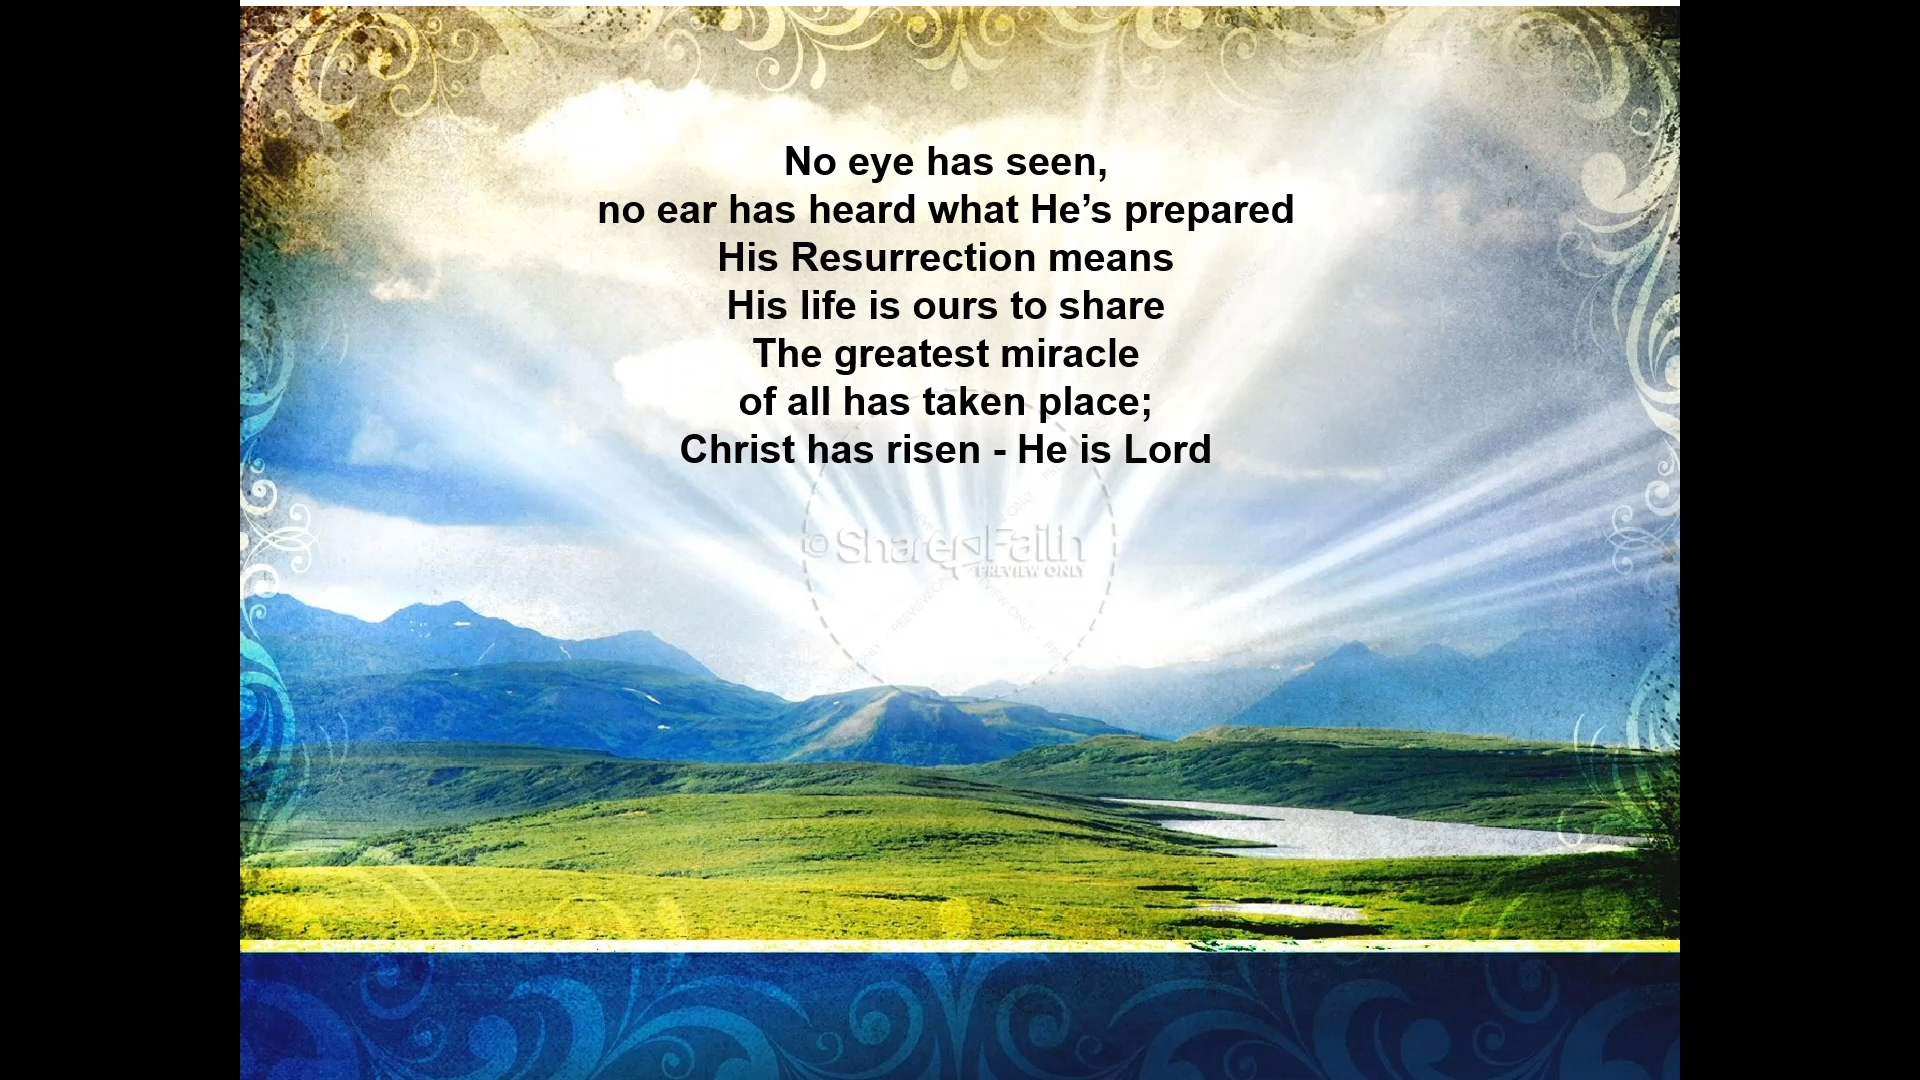 No eye has seen,
no ear has heard what He’s prepared
His Resurrection means
His life is ours to share
The greatest miracle
of all has taken place;
Christ has risen - He is Lord
© ShareFaith
PREVIEW ONLY